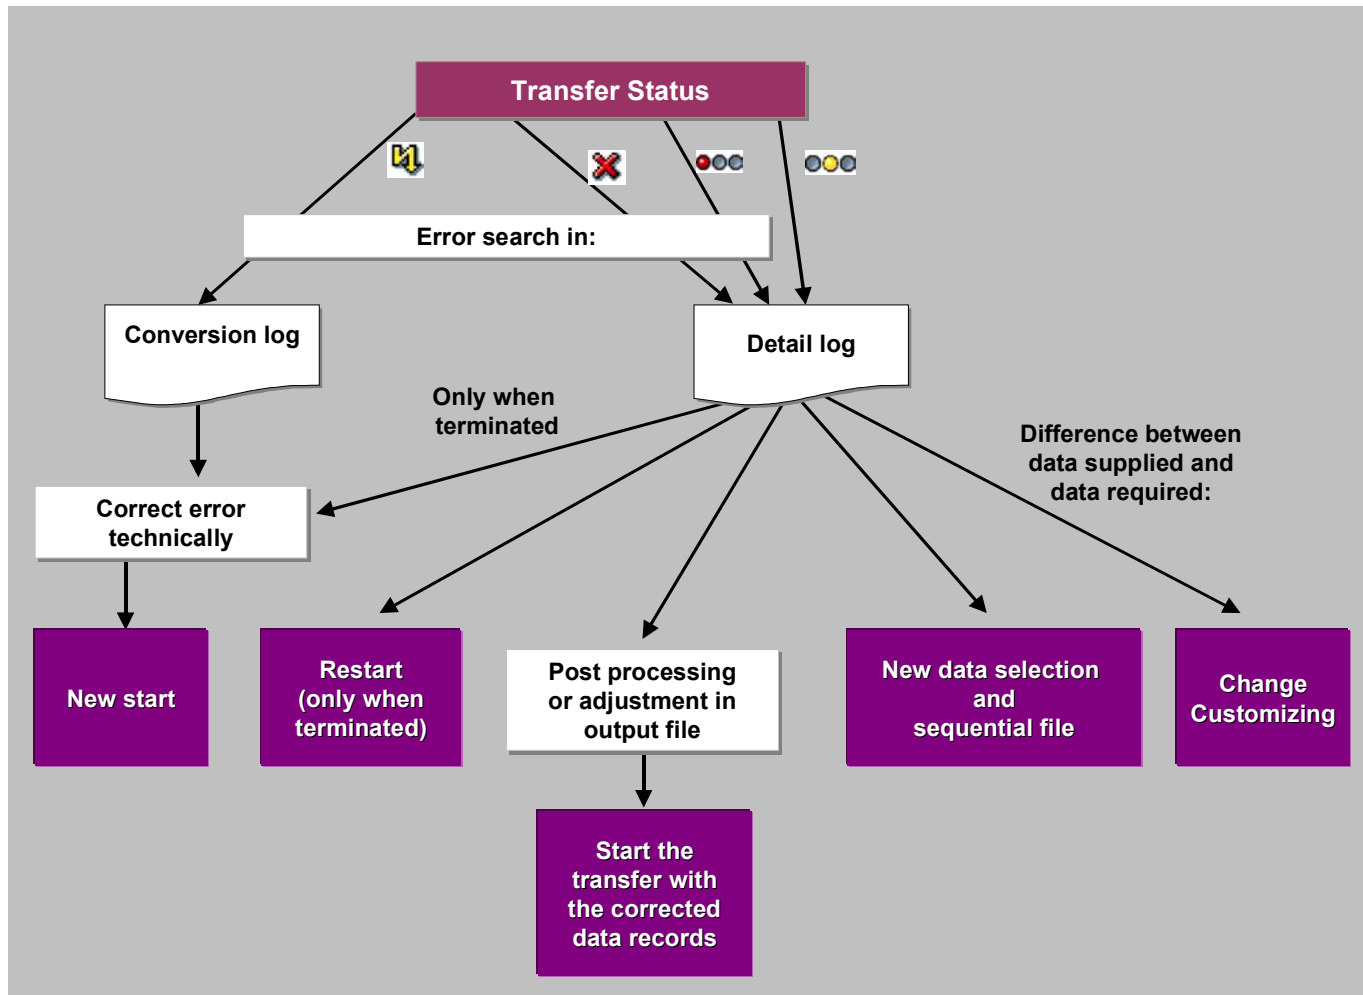 Transfer Status
Error search in:
Conversion log
Detail log
Only when
terminated
Difference between
data supplied and
data required:
Correct error
technically
New start
Restart
(only when
terminated)
Post processing
or adjustment in
output file
New data selection
and
sequential file
Change
Customizing
Start the
transfer with
the corrected
data records